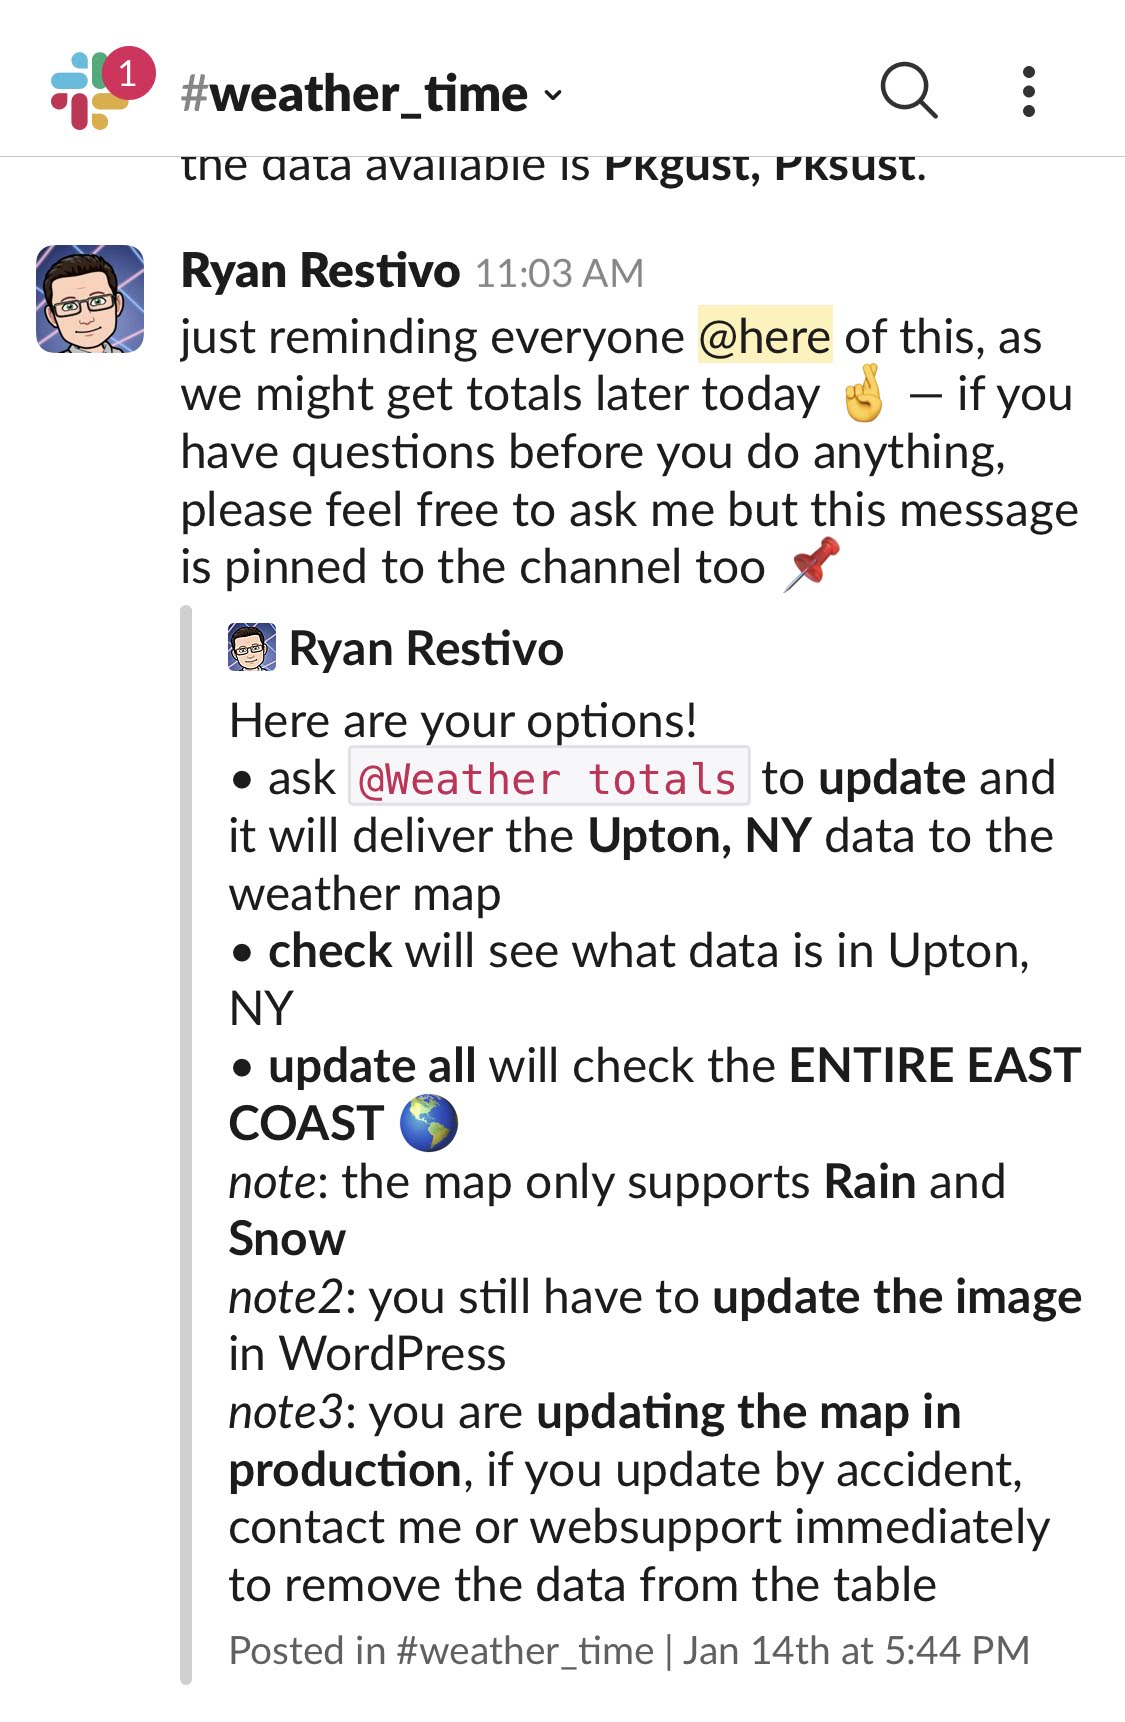 1
#weather_time
the data available is Pkgust, Pksust.
Ryan Restivo 11:03 AM
just reminding everyone @here of this, as
we might get totals later today 🤞 — if you
have questions before you do anything,
please feel free to ask me but this message
is pinned to the channel too 📌
Ryan Restivo
Here are your options!
• ask @Weather totals to update and
it will deliver the Upton, NY data to the
weather map
• check will see what data is in Upton,
NY
• update all will check the ENTIRE EAST
COAST 🌎
note: the map only supports Rain and
Snow
note2: you still have to update the image
in WordPress
note3: you are updating the map in
production, if you update by accident,
contact me or websupport immediately
to remove the data from the table
Posted in #weather_time | Jan 14th at 5:44 PM